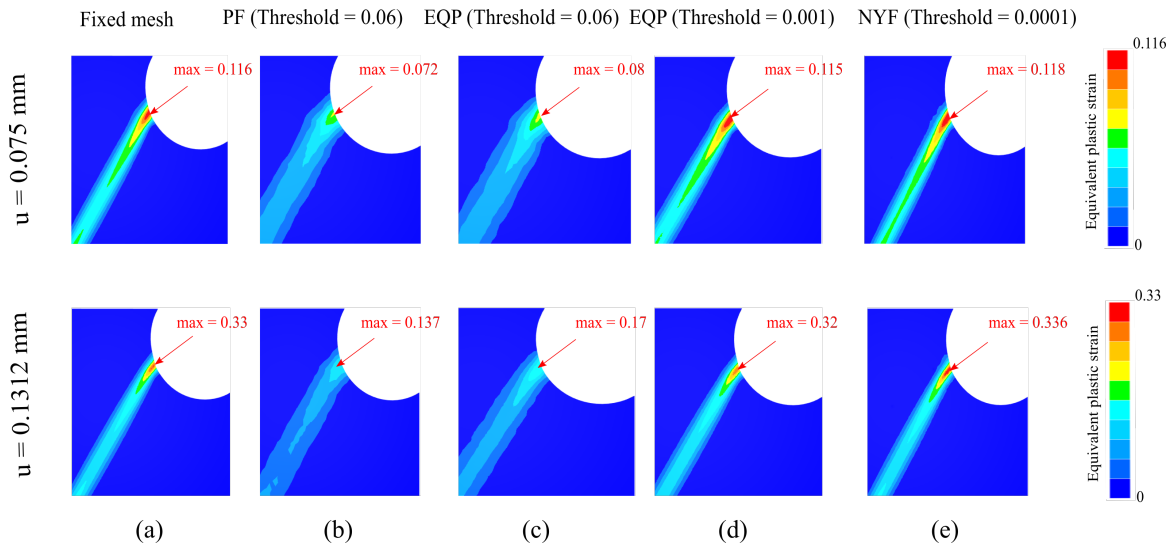 Fixed mesh
PF (Threshold = 0.06)
EQP (Threshold = 0.06)
EQP (Threshold = 0.001)
NYF (Threshold = 0.0001)
u = 0.075 mm
max = 0.116
max = 0.072
max = 0.08
max = 0.115
max = 0.118
0.116
Equivalent plastic strain
0
u = 0.1312 mm
max = 0.33
max = 0.137
max = 0.17
max = 0.32
max = 0.336
0.33
Equivalent plastic strain
0
(a)
(b)
(c)
(d)
(e)